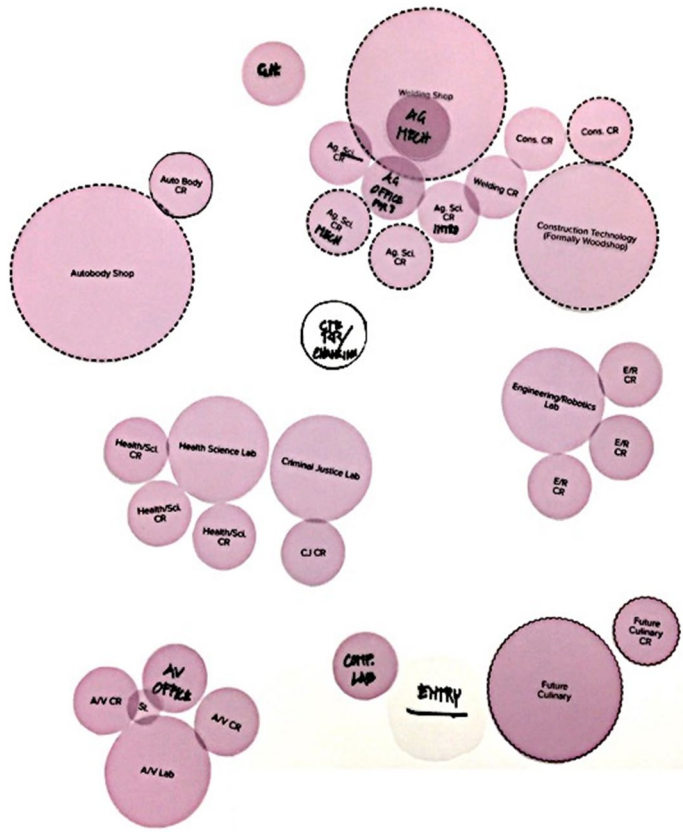 Welding Shop
AG
MECH
Ag. Sci.
CR
AG
OFFICE
Ag. Sci.
CR
MECH
Ag. Sci.
CR
INTRO
Ag. Sci.
CR
Welding CR
Cons. CR
Cons. CR
Construction Technology
(Formally Woodshop)
Auto Body
CR
Autobody Shop
CTE
RR/
Engineering/Robotics
Lab
E/R
CR
E/R
CR
E/R
CR
Health/Sci.
CR
Health Science Lab
Criminal Justice Lab
Health/Sci.
CR
Health/Sci.
CR
CJ CR
Future
Culinary
CR
Future
Culinary
COMP.
LAB
ENTRY
AV
OFFICE
A/V CR
St.
A/V CR
A/V Lab